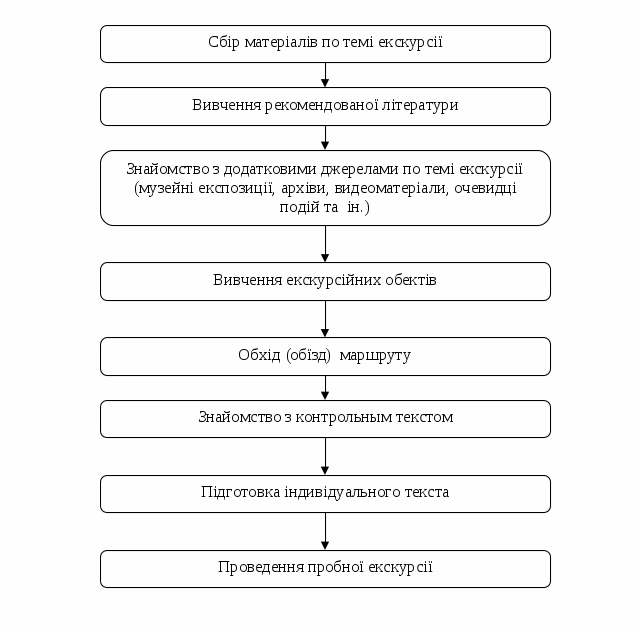 Сбір матеріалів по темі екскурсії
Вивчення рекомендованої літератури
Знайомство з додатковими джерелами по темі екскурсії
(музейні експозиції, архіви, видеоматеріали, очевидці
подій та ін.)
Вивчення екскурсійних обектів
Обхід (обїзд) маршруту
Знайомство з контрольным текстом
Підготовка індивідуального текста
Проведення пробної екскурсії